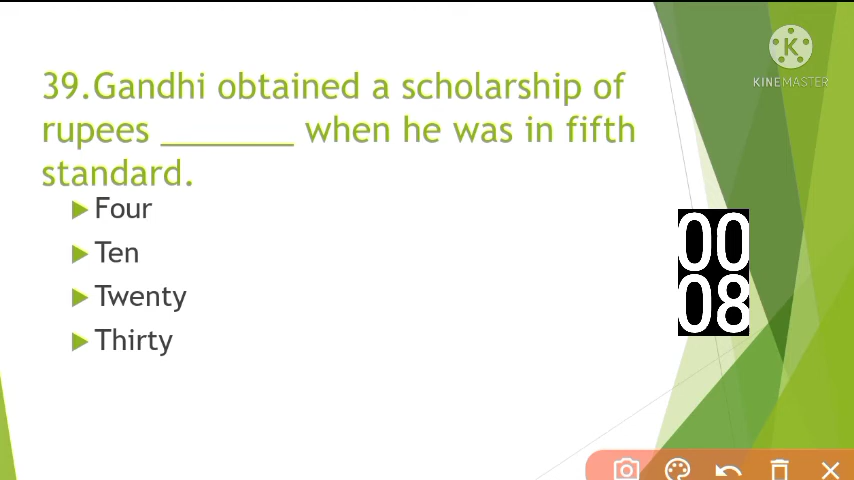 K
KINEMASTER
39.Gandhi obtained a scholarship of
rupees _______ when he was in fifth
standard.
Four
Ten
Twenty
Thirty
00
08